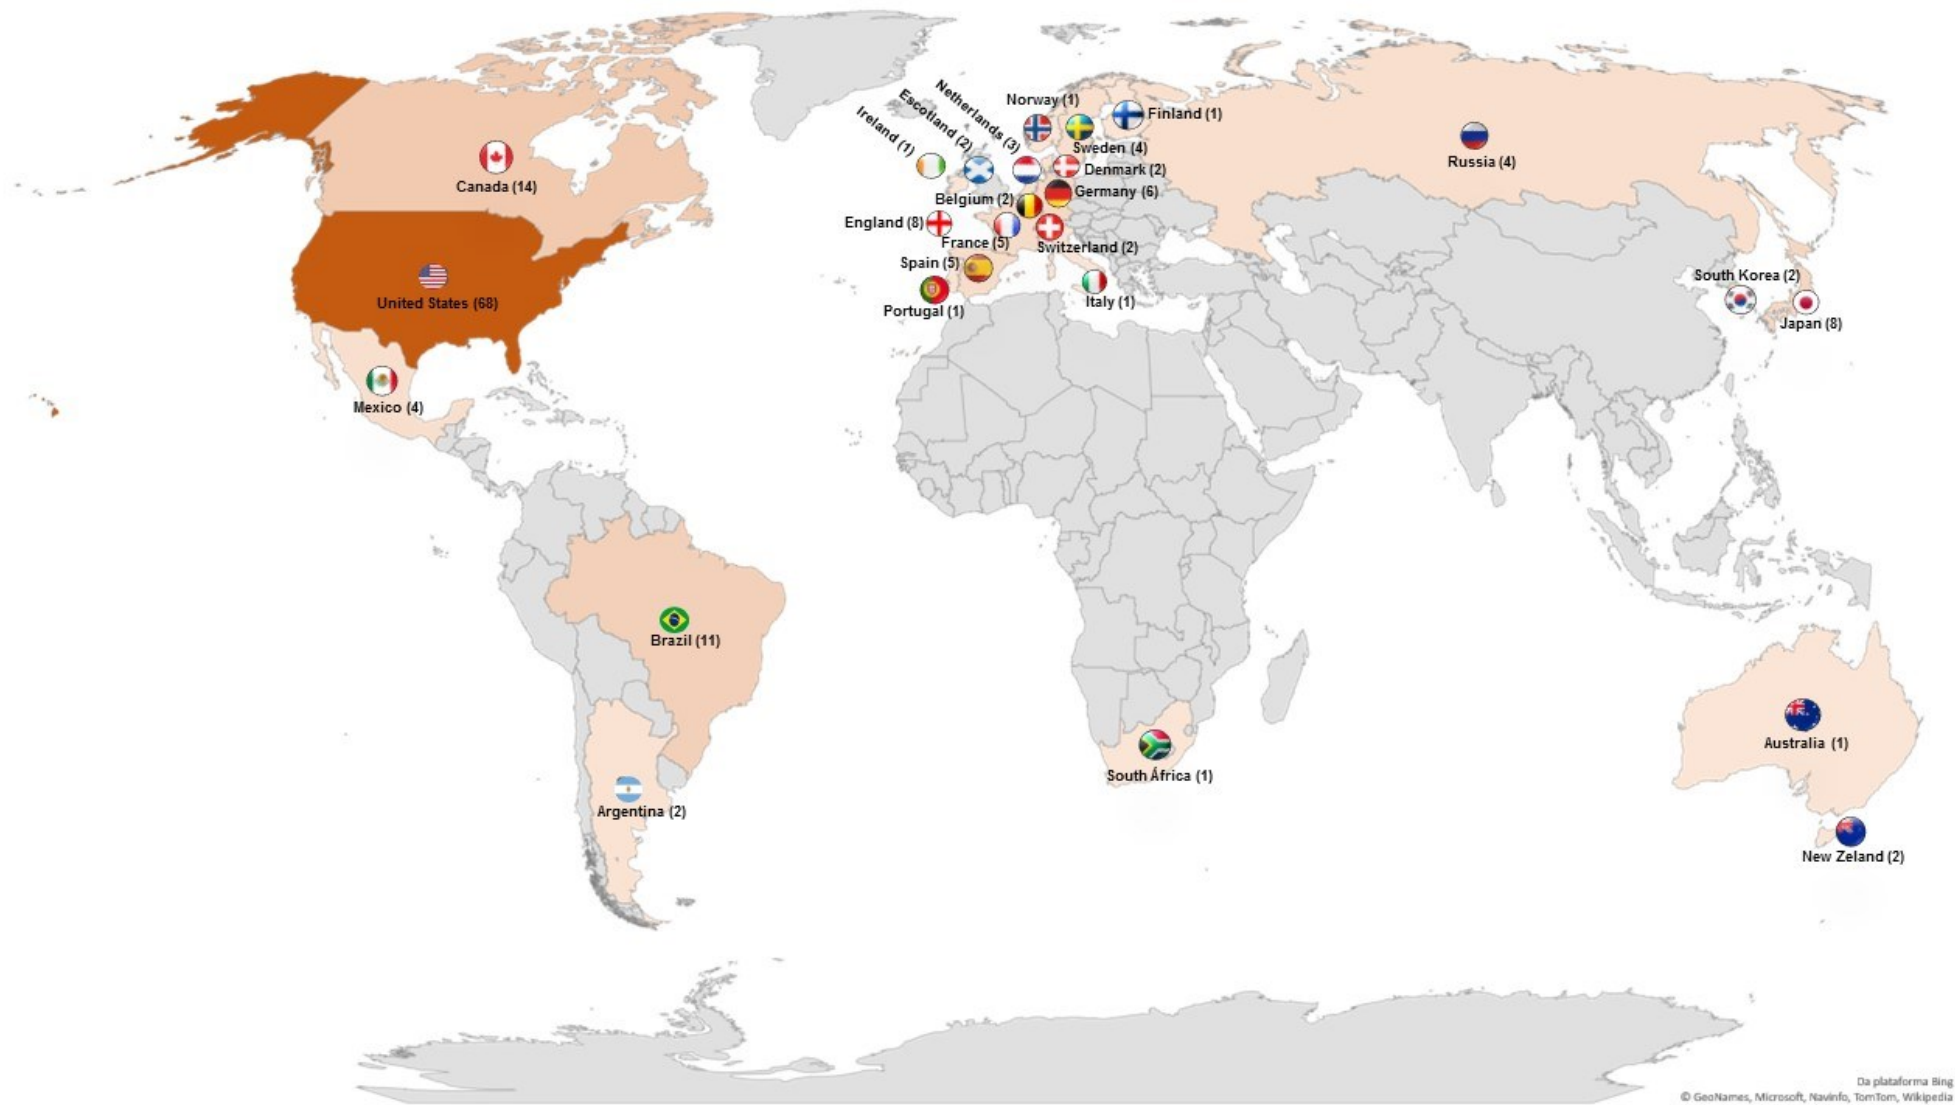 Netherlands (3)
Norway (1)
Escotland (2)
Finland (1)
Ireland (1)
Sweden (4)
Russia (4)
Denmark (2)
Canada (14)
Germany (6)
Belgium (2)
England (8)
France (5)
Switzerland (2)
Spain (5)
South Korea (2)
United States (68)
Italy (1)
Portugal (1)
Japan (8)
Mexico (4)
Brazil (11)
Australia (1)
South África (1)
Argentina (2)
New Zeland (2)
Da plataforma Bing
© GeoNames, Microsoft, Navinfo, TomTom, Wikipedia